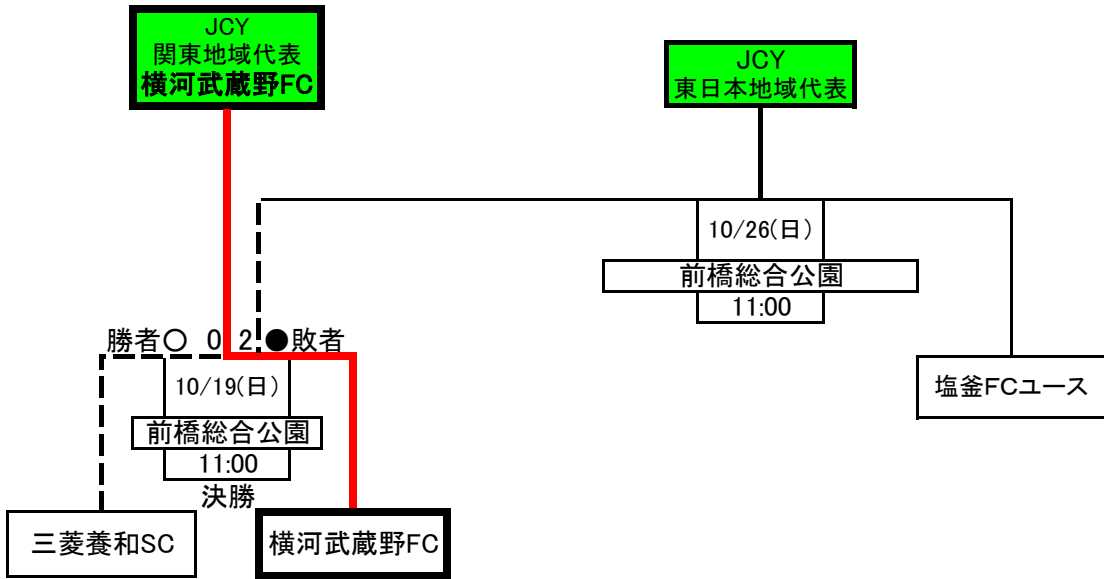 JCY
関東地域代表
横河武蔵野FC
JCY
東日本地域代表
10/26(日)
前橋総合公園
11:00
勝者○ 0 2 ●敗者
10/19(日)
前橋総合公園
11:00
決勝
塩釜FCユース
三菱養和SC
横河武蔵野FC